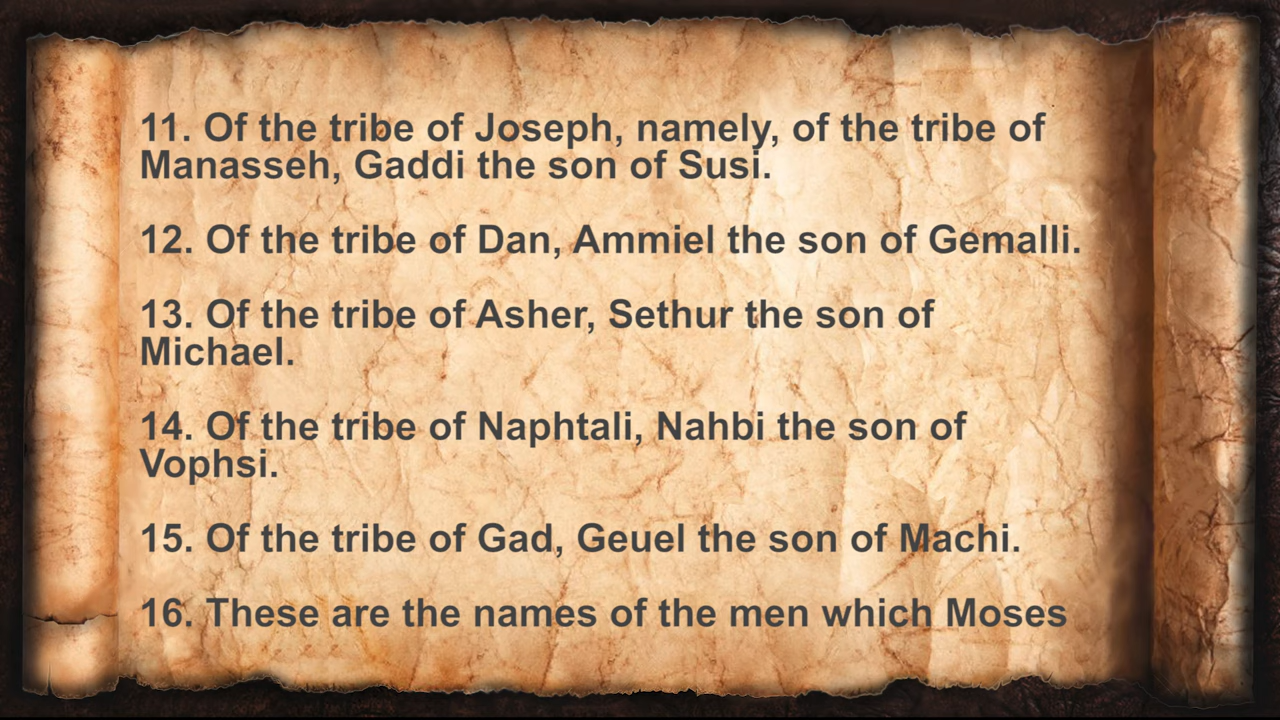 11. Of the tribe of Joseph, namely, of the tribe of
Manasseh, Gaddi the son of Susi.
12. Of the tribe of Dan, Ammiel the son of Gemalli.
13. Of the tribe of Asher, Sethur the son of
Michael.
14. Of the tribe of Naphtali, Nahbi the son of
Vophsi.
15. Of the tribe of Gad, Geuel the son of Machi.
16. These are the names of the men which Moses